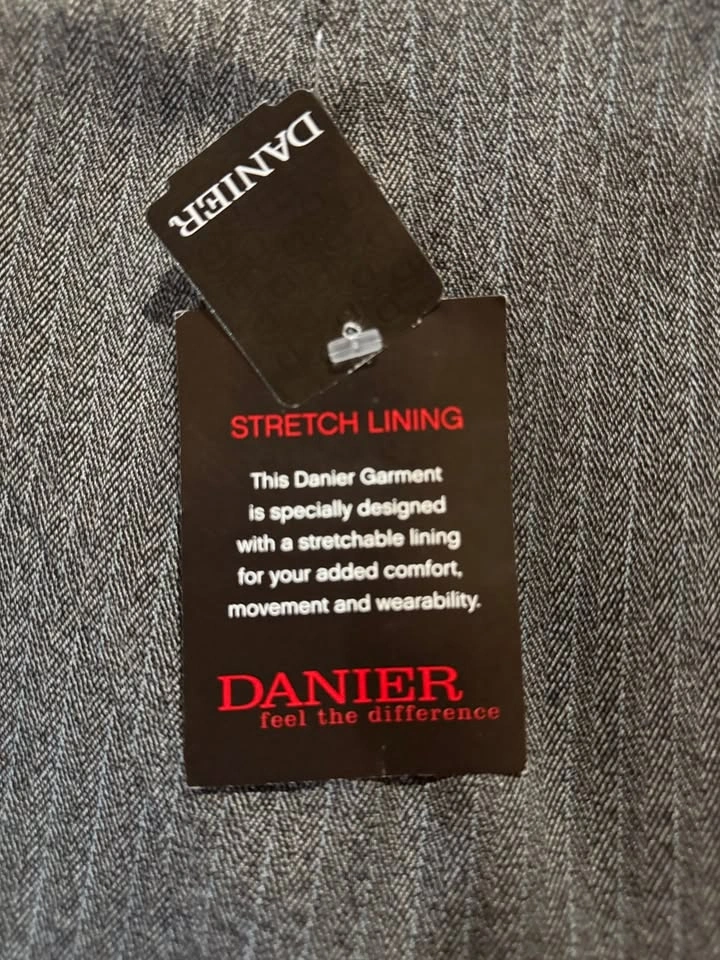 DANIER
STRETCH LINING
This Danier Garment
is specially designed
with a stretchable lining
for your added comfort,
movement and wearability.
DANIER
feel the difference